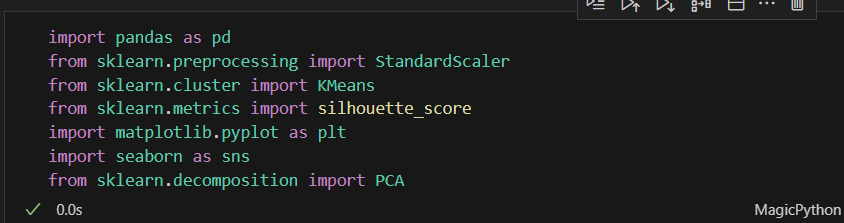 import pandas as pd
from sklearn.preprocessing import StandardScaler
from sklearn.cluster import KMeans
from sklearn.metrics import silhouette_score
import matplotlib.pyplot as plt
import seaborn as sns
from sklearn.decomposition import PCA
0.0s
MagicPython